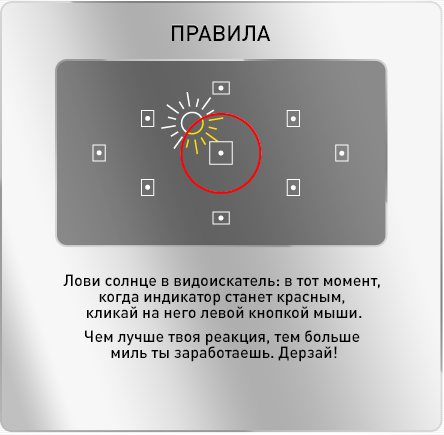 ПРАВИЛА
Лови солнце в видоискатель: в тот момент,
когда индикатор станет красным,
кликай на него левой кнопкой мыши.
Чем лучше твоя реакция, тем больше
миль ты заработаешь. Дерзай!